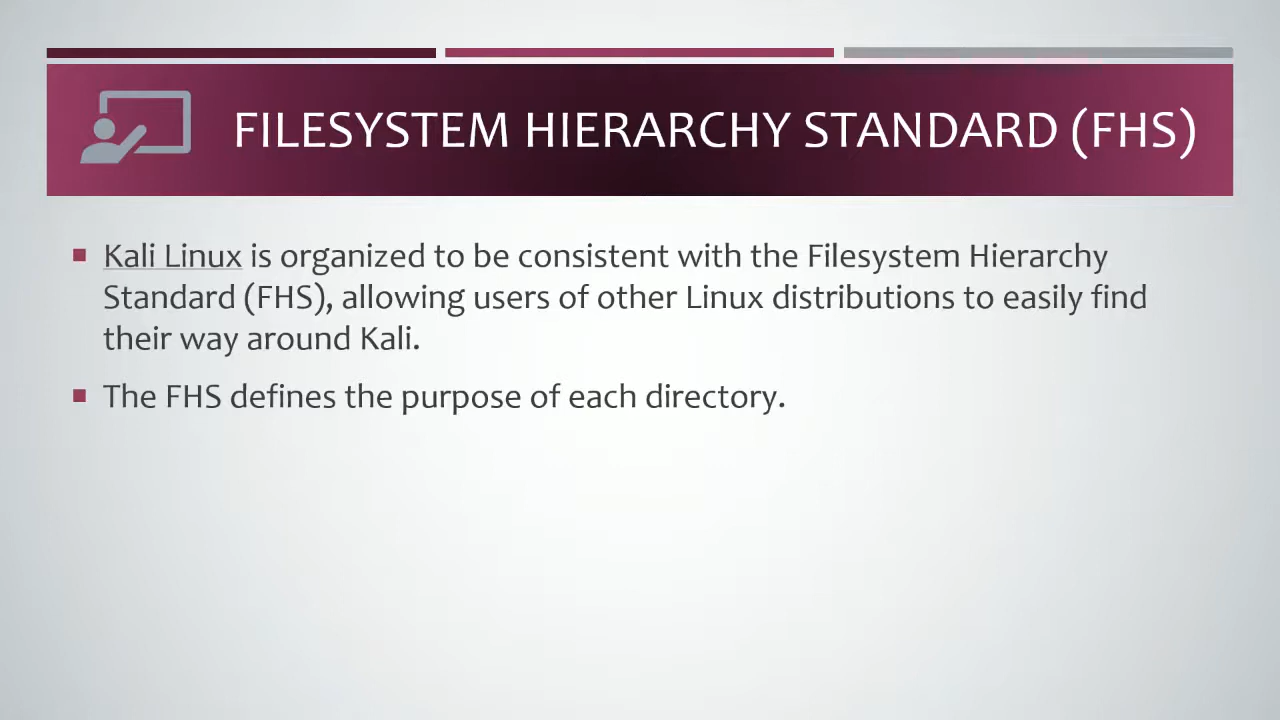 FILESYSTEM HIERARCHY STANDARD (FHS)
Kali Linux is organized to be consistent with the Filesystem Hierarchy
Standard (FHS), allowing users of other Linux distributions to easily find
their way around Kali.
The FHS defines the purpose of each directory.